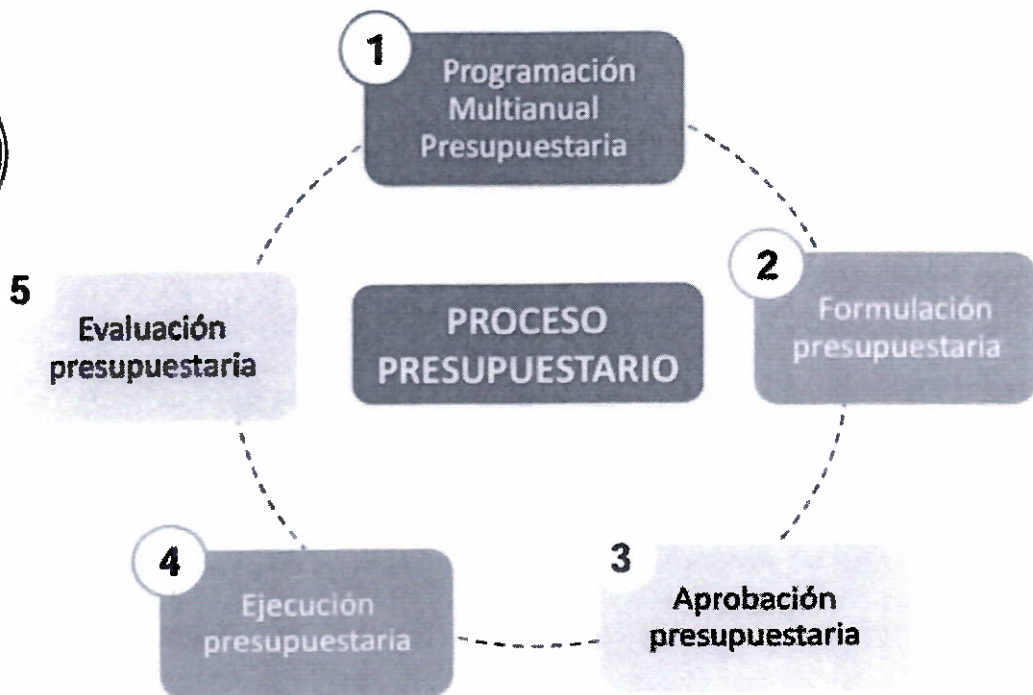 1
Programación
Multianual
Presupuestaria
2
Formulación
presupuestaria
3
Aprobación
presupuestaria
4
Ejecución
presupuestaria
5
Evaluación
presupuestaria
PROCESO
PRESUPUESTARIO